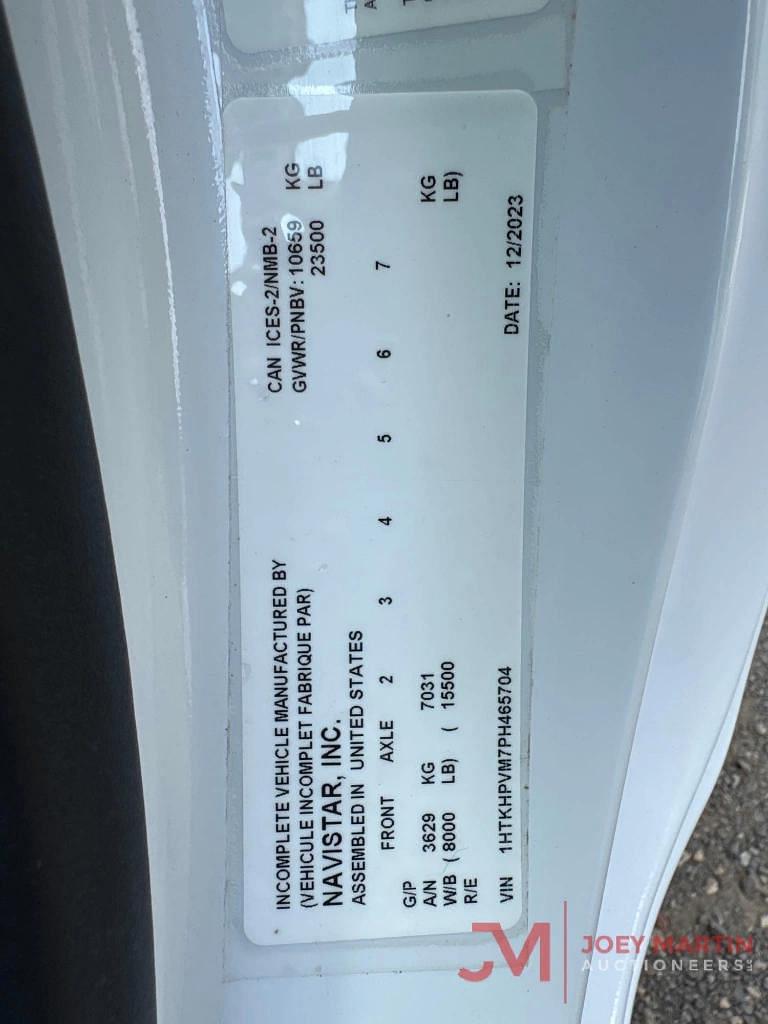 INCOMPLETE VEHICLE MANUFACTURED BY
(VEHICULE INCOMPLET FABRIQUE PAR)
NAVISTAR, INC.
ASSEMBLED IN UNITED STATES
CAN ICES-2/NMB-2
GVWR/PNBV: 10659 KG
23500 LB
FRONT AXLE 2 3 4 5 6 7
G/P
A/N 3629 KG 7031 KG
W/B ( 8000 LB) ( 15500 LB)
R/E
DATE: 12/2023
VIN 1HTKHPVM7PH465704
JM
JOEY MARTIN
AUCTIONEERS